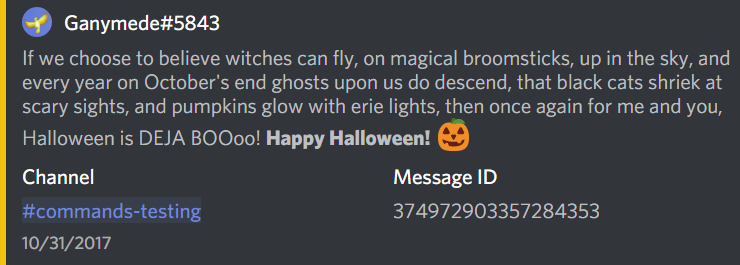 Ganymede#5843
If we choose to believe witches can fly, on magical broomsticks, up in the sky, and
every year on October's end ghosts upon us do descend, that black cats shriek at
scary sights, and pumpkins glow with erie lights, then once again for me and you,
Halloween is DEJA BOOoo! Happy Halloween! 🎃
Channel
Message ID
#commands-testing
374972903357284353
10/31/2017